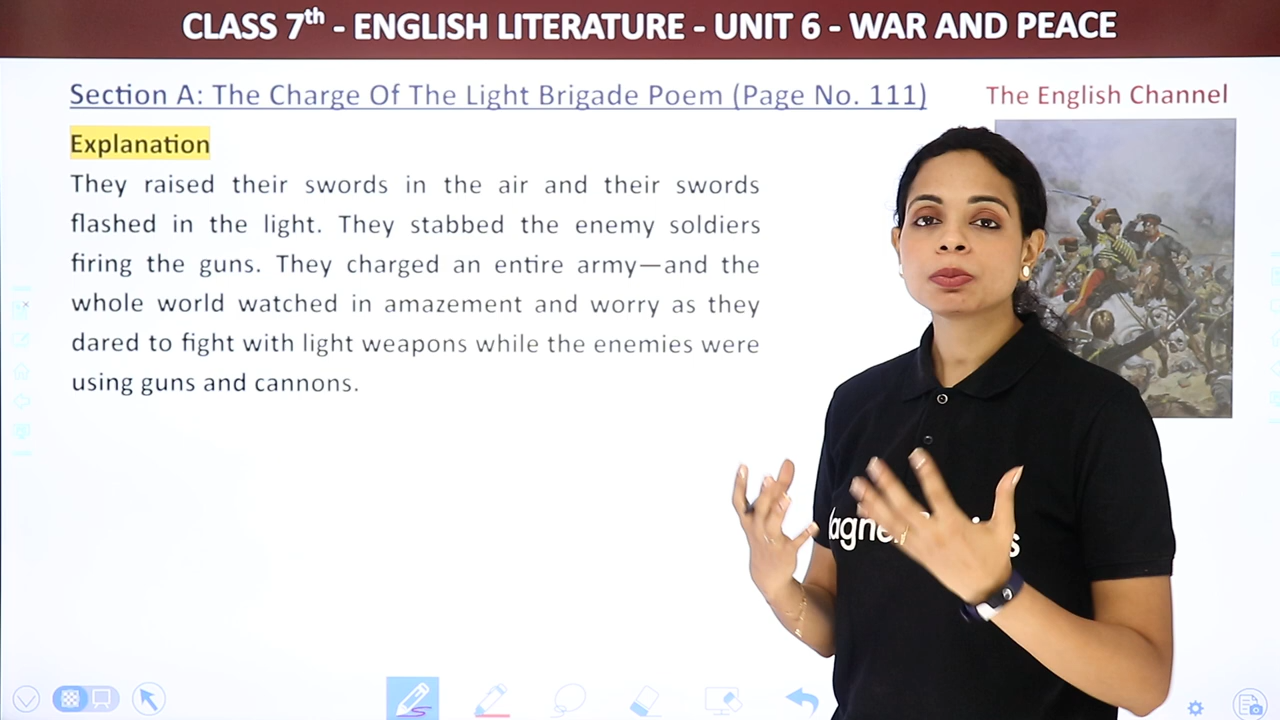 CLASS 7th - ENGLISH LITERATURE - UNIT 6 - WAR AND PEACE
Section A: The Charge Of The Light Brigade Poem (Page No. 111)
The English Channel
Explanation
They raised their swords in the air and their swords
flashed in the light. They stabbed the enemy soldiers
firing the guns. They charged an entire army—and the
whole world watched in amazement and worry as they
dared to fight with light weapons while the enemies were
using guns and cannons.